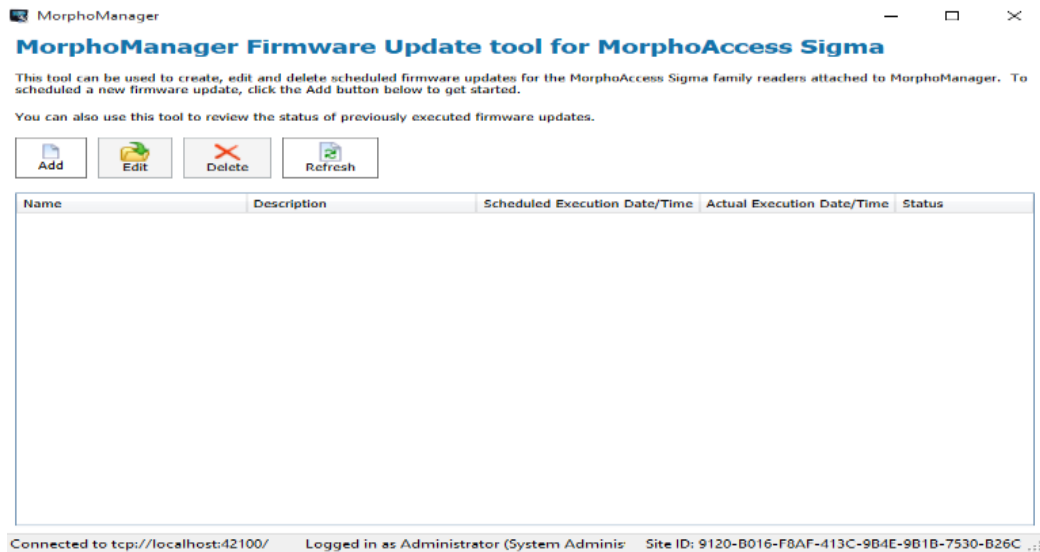 MorphoManager
MorphoManager Firmware Update tool for MorphoAccess Sigma
This tool can be used to create, edit and delete scheduled firmware updates for the MorphoAccess Sigma family readers attached to MorphoManager. To
scheduled a new firmware update, click the Add button below to get started.
You can also use this tool to review the status of previously executed firmware updates.
Add Edit Delete Refresh
Name Description Scheduled Execution Date/Time Actual Execution Date/Time Status
Connected to tcp://localhost:42100/ Logged in as Administrator (System Adminis Site ID: 9120-B016-F8AF-413C-9B4E-9B1B-7530-B26C